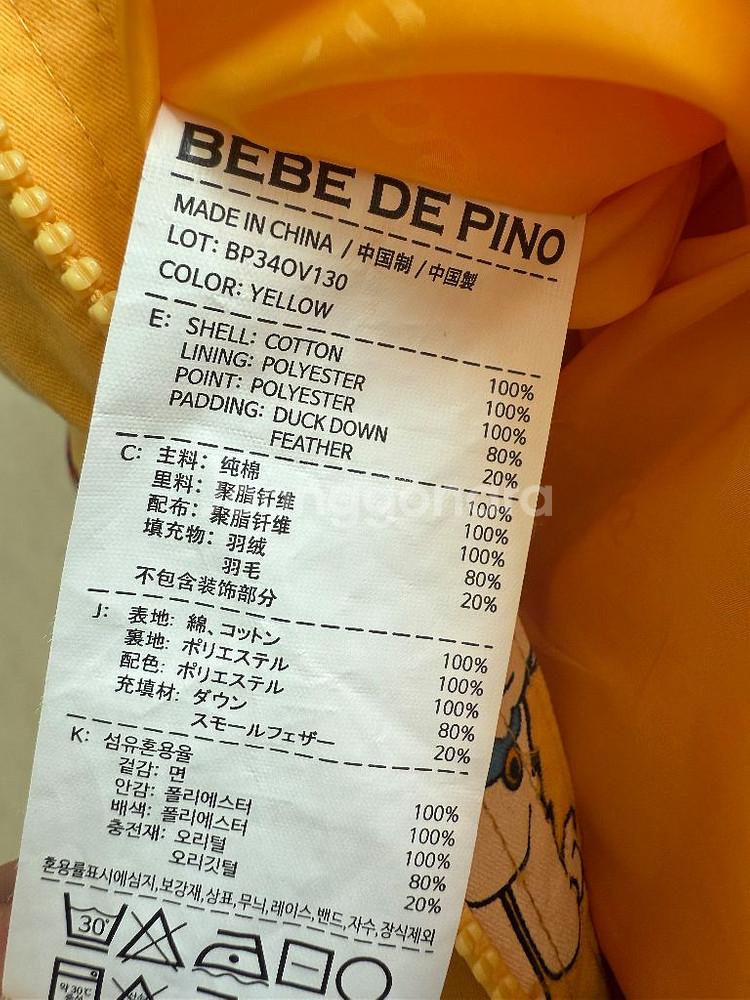 BEBE DE PINO
MADE IN CHINA / 中国制 / 中国製
LOT: BP34OV130
COLOR: YELLOW
E: SHELL: COTTON 100%
LINING: POLYESTER 100%
POINT: POLYESTER 100%
PADDING: DUCK DOWN 80%
FEATHER 20%
C: 主料: 纯棉 100%
里料: 聚脂钎维 100%
配布: 聚脂钎维 100%
填充物: 羽绒 80%
羽毛 20%
不包含装饰部分
J: 表地: 綿、コットン 100%
裏地: ポリエステル 100%
配色: ポリエステル 100%
充填材: ダウン 80%
スモールフェザー 20%
K: 섬유혼용율
겉감: 면 100%
안감: 폴리에스터 100%
배색: 폴리에스터 100%
충전재: 오리털 80%
오리깃털 20%
혼용률표시에심지,보강재,상표,무늬,레이스,밴드,자수,장식제외
30°
약 30℃